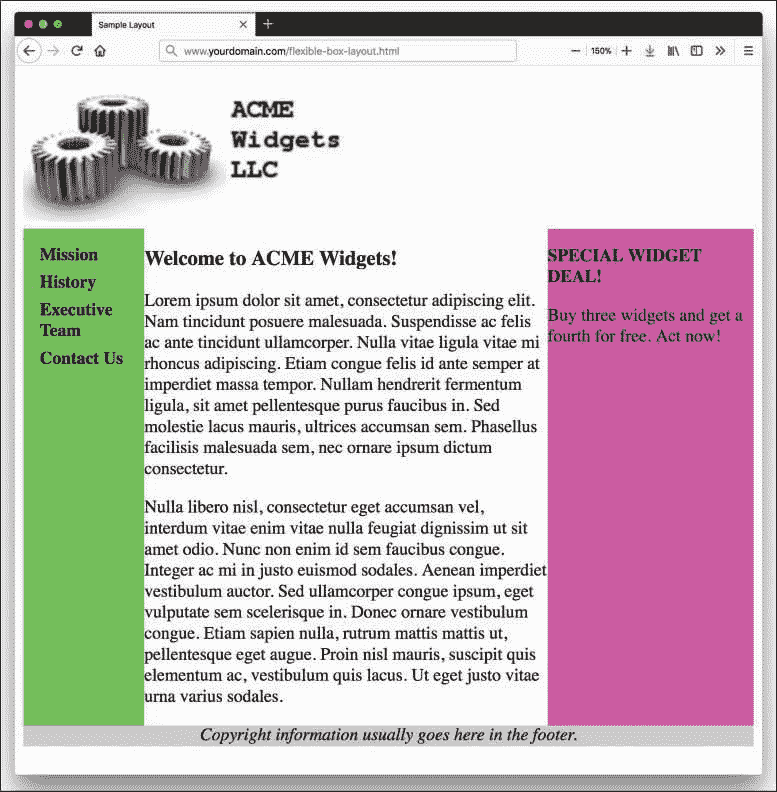 Sample Layout
www.yourdomain.com/flexible-box-layout.html
150%
ACME
Widgets
LLC
Mission
History
Executive
Team
Contact Us
Welcome to ACME Widgets!
Lorem ipsum dolor sit amet, consectetur adipiscing elit.
Nam tincidunt posuere malesuada. Suspendisse ac felis
ac ante tincidunt ullamcorper. Nulla vitae ligula vitae mi
rhoncus adipiscing. Etiam congue felis id ante semper at
imperdiet massa tempor. Nullam hendrerit fermentum
ligula, sit amet pellentesque purus faucibus in. Sed
molestie lacus mauris, ultrices accumsan sem. Phasellus
facilisis malesuada sem, nec ornare ipsum dictum
consectetur.
Nulla libero nisl, consectetur eget accumsan vel,
interdum vitae enim vitae nulla feugiat dignissim ut sit
amet odio. Nunc non enim id sem faucibus congue.
Integer ac mi in justo euismod sodales. Aenean imperdiet
vestibulum auctor. Sed ullamcorper congue ipsum, eget
vulputate sem scelerisque in. Donec ornare vestibulum
congue. Etiam sapien nulla, rutrum mattis mattis ut,
pellentesque eget augue. Proin nisl mauris, suscipit quis
elementum ac, vestibulum quis lacus. Ut eget justo vitae
urna varius sodales.
SPECIAL WIDGET
DEAL!
Buy three widgets and get a
fourth for free. Act now!
Copyright information usually goes here in the footer.